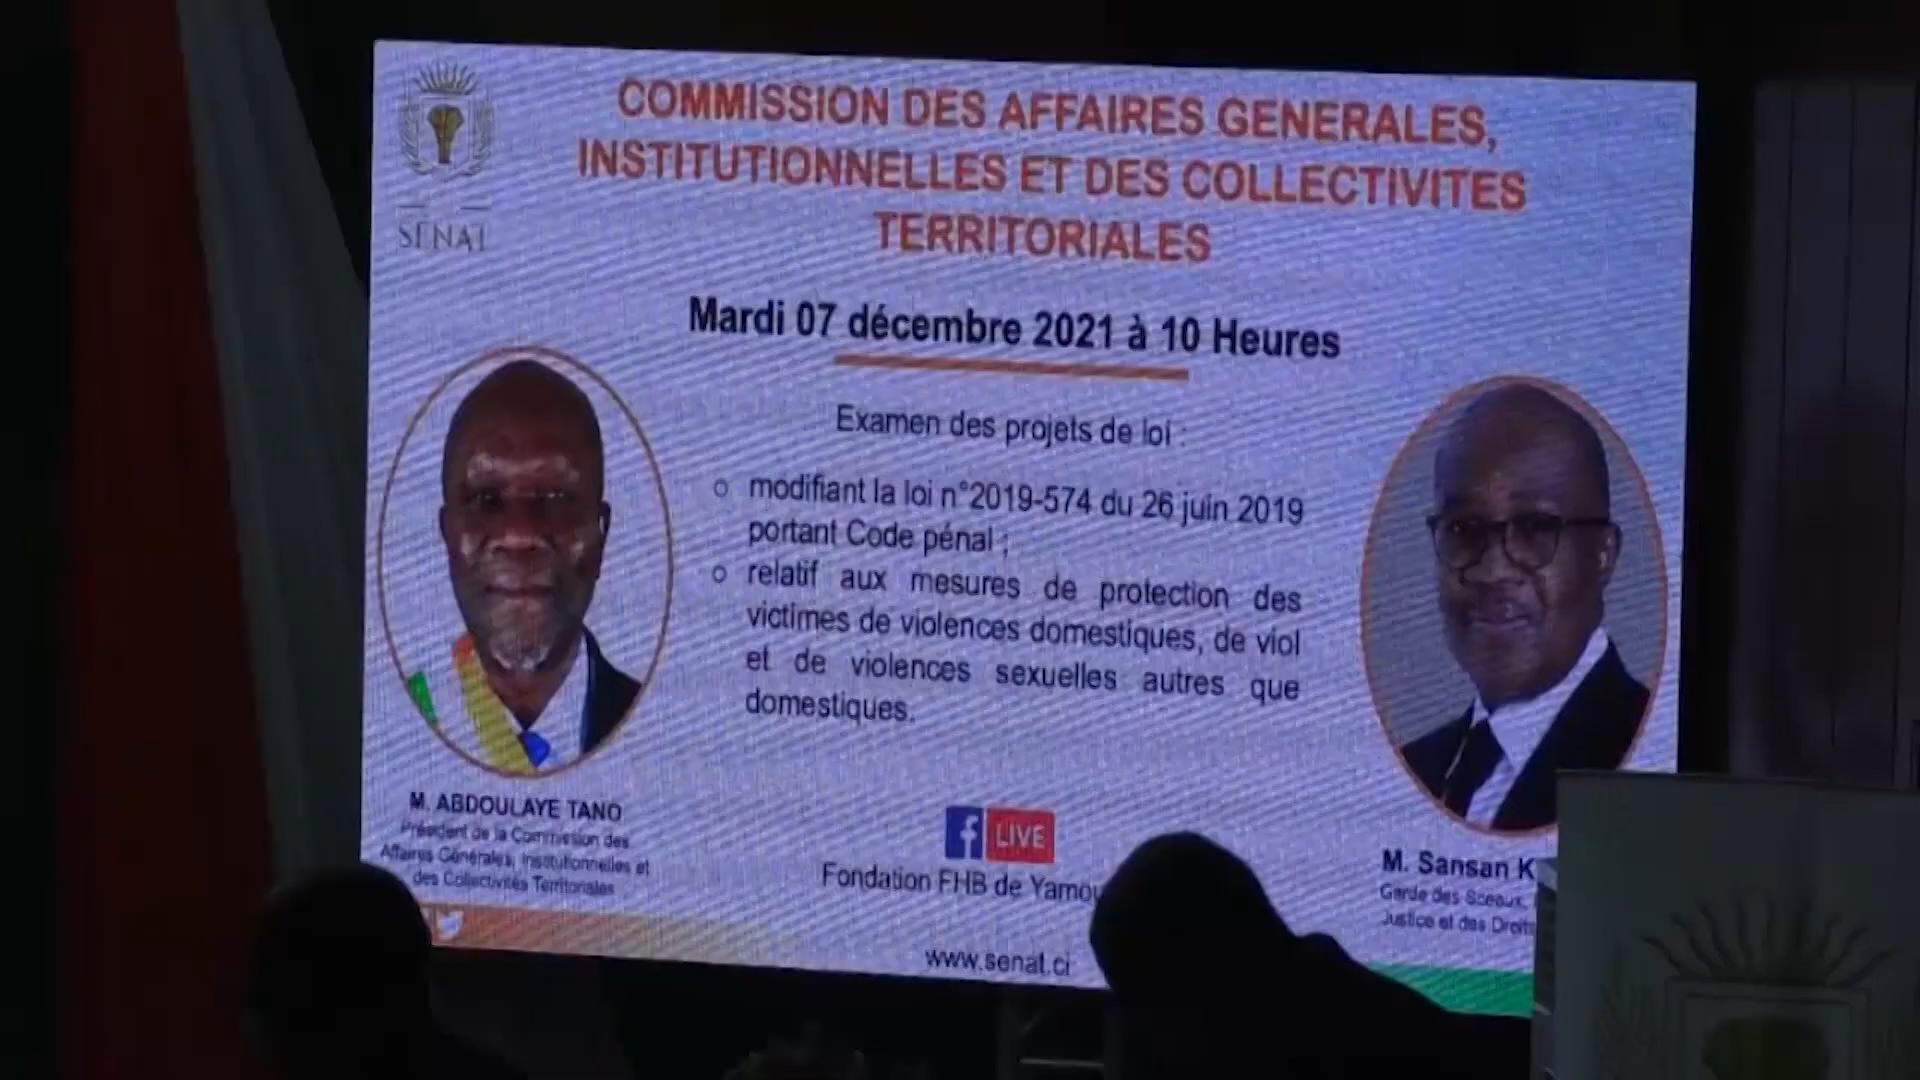 SENAT
COMMISSION DES AFFAIRES GENERALES,
INSTITUTIONNELLES ET DES COLLECTIVITES
TERRITORIALES
Mardi 07 décembre 2021 à 10 Heures
Examen des projets de loi :
o modifiant la loi n°2019-574 du 26 juin 2019
portant Code pénal ;
o relatif aux mesures de protection des
victimes de violences domestiques, de viol
et de violences sexuelles autres que
domestiques.
M. ABDOULAYE TANO
Président de la Commission des
Affaires Générales, Institutionnelles et
des Collectivités Territoriales
f LIVE
Fondation FHB de Yamou
www.senat.ci
M. Sansan K
Garde des Sceaux,
Justice et des Droits